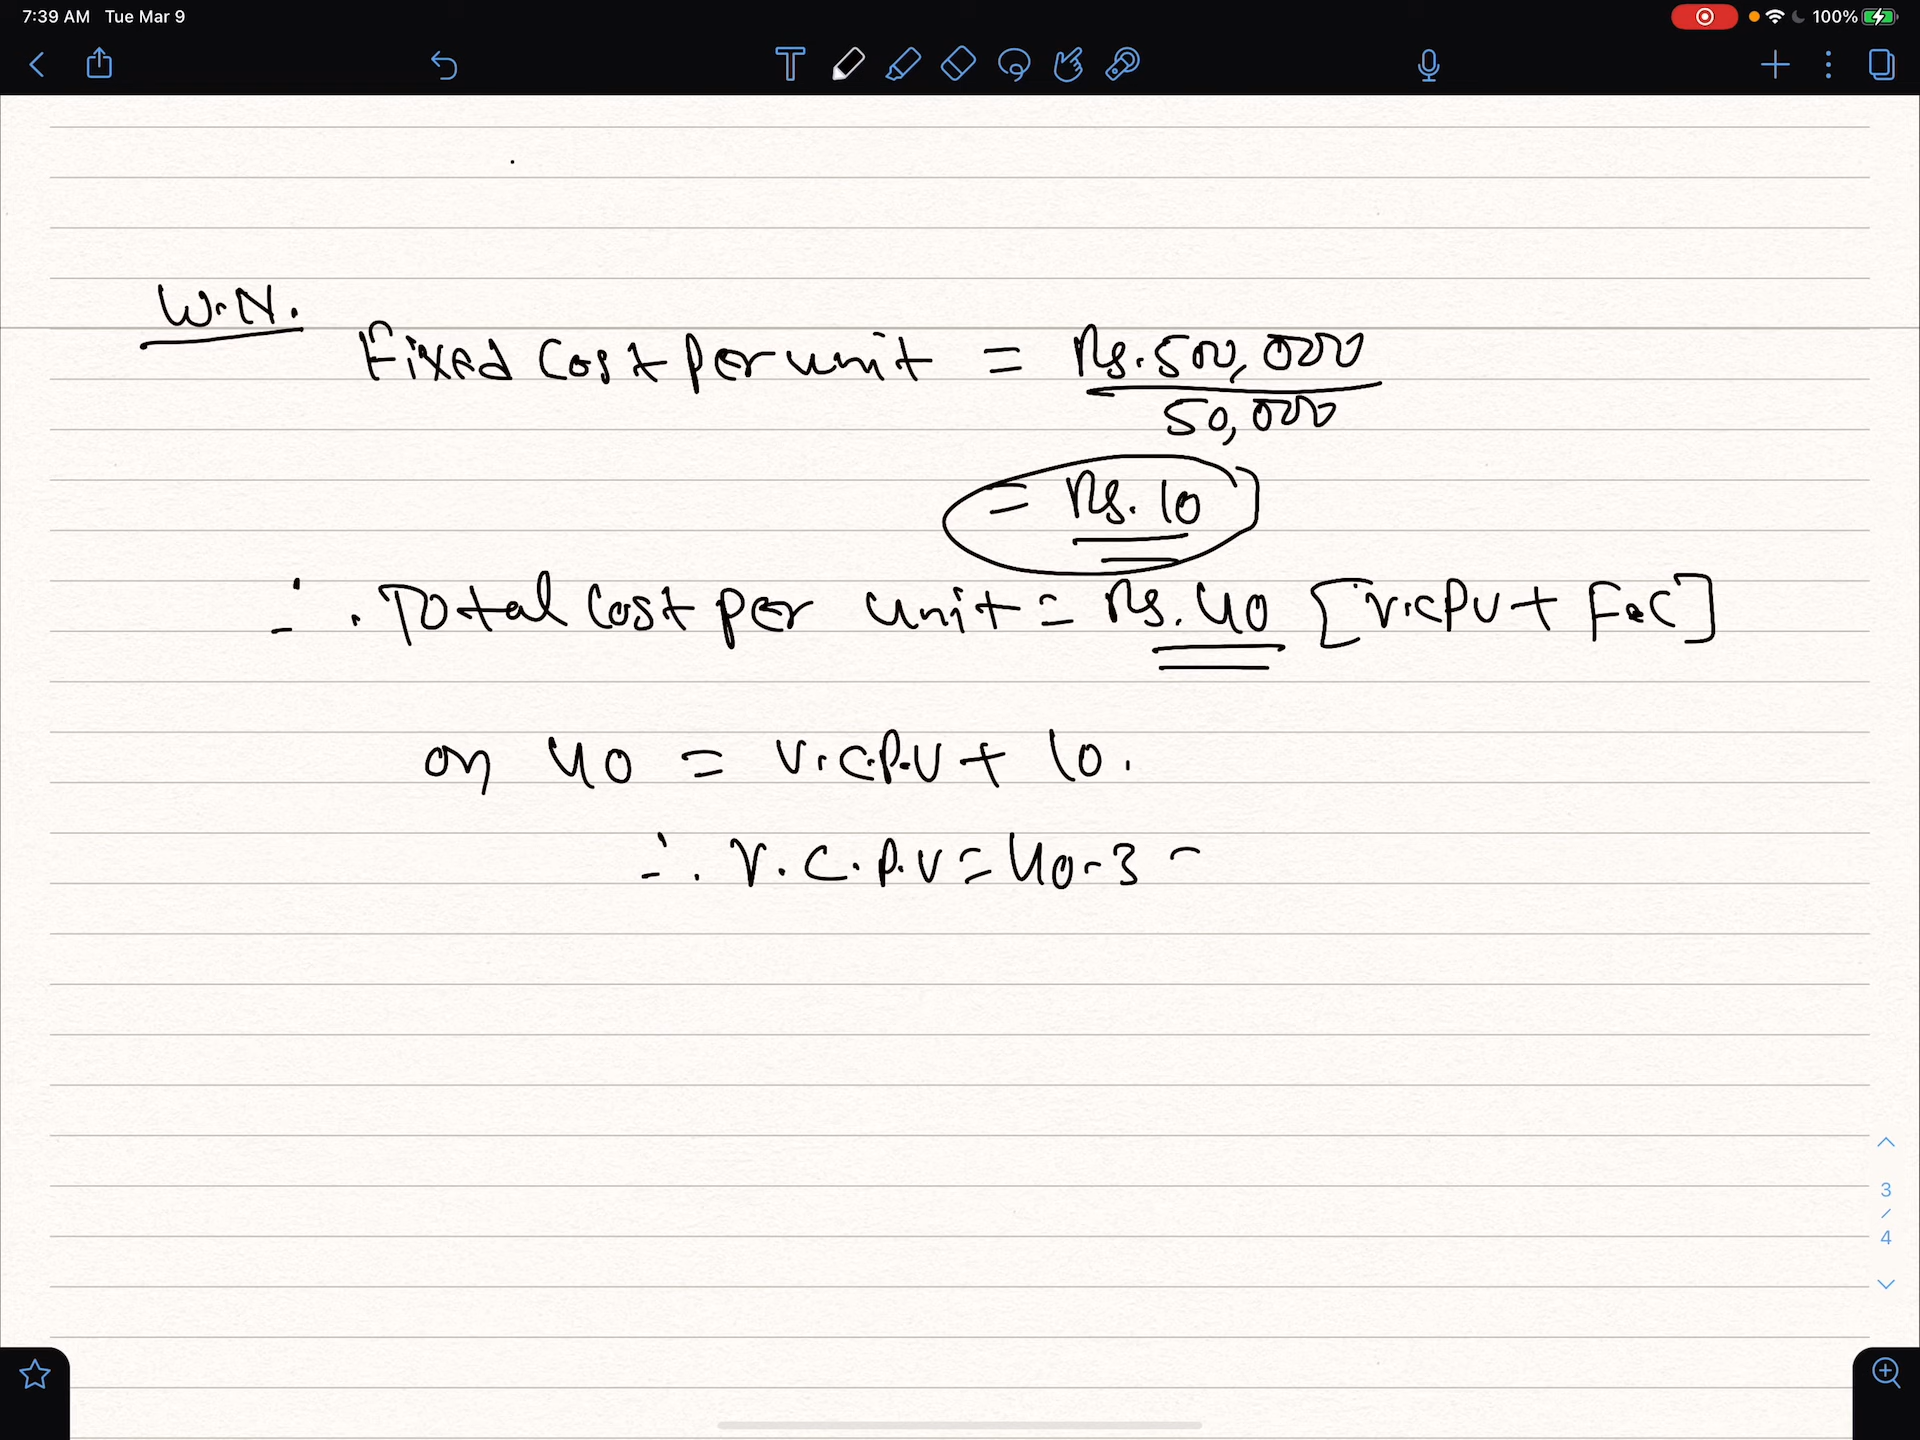 7:39 AM Tue Mar 9 100%
W.N.
Fixed Cost Per unit = Rs. 500,000
50,000
= Rs. 10
∴ Total Cost per unit = Rs. 40 [V.CPU + F.C]
or 40 = V.C.P.U + 10.
∴ V.C.P.U = 40-3 =
3
/
4